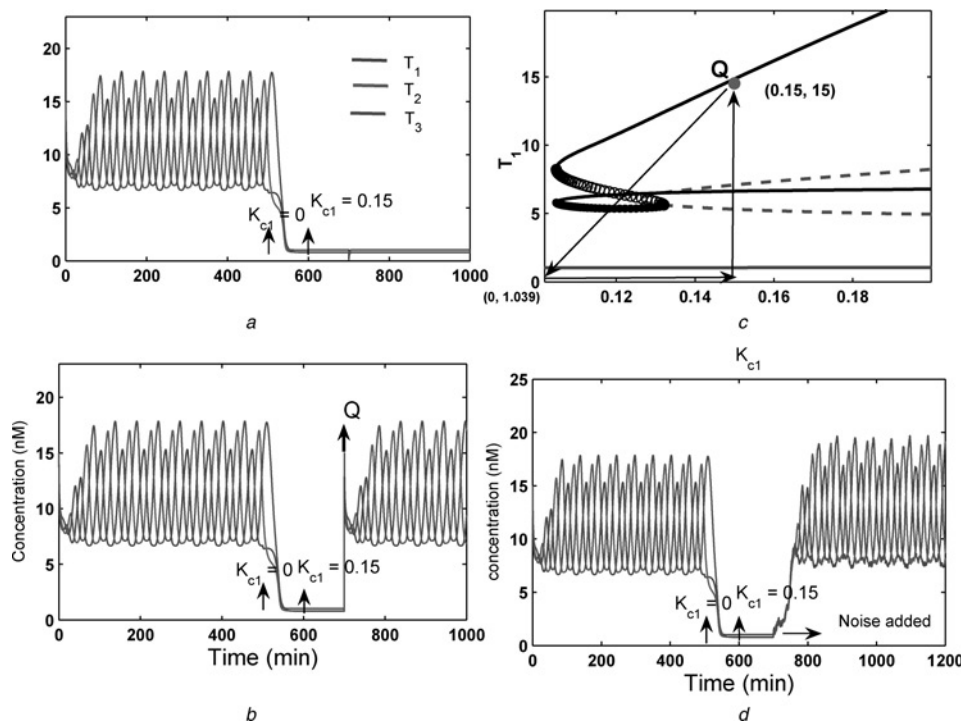 20
15
10
5
0
T1
T2
T3
Kc1 = 0 Kc1 = 0.15
0 200 400 600 800 1000
a
20
15
10
5
0
T1
Q
(0.15, 15)
(0, 1.039)
0.12 0.14 0.16 0.18
c
Kc1
Concentration (nM)
20
15
10
5
0
Q
Kc1 = 0 Kc1 = 0.15
0 200 400 600 800 1000
Time (min)
b
concentration (nM)
25
20
15
10
5
0
Kc1 = 0 Kc1 = 0.15
Noise added
0 200 400 600 800 1000 1200
Time (min)
d